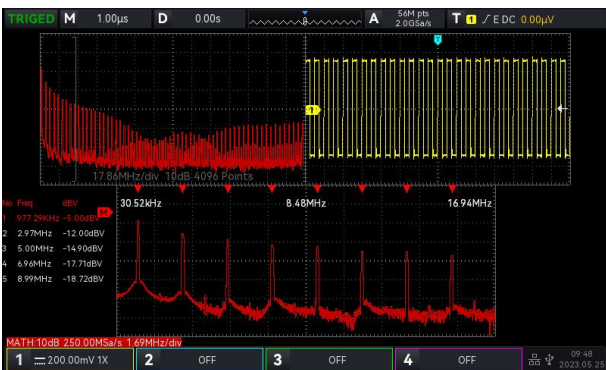 TRIGED M 1.00μs D 0.00s A 56M pts 2.0GSa/s T 1 E DC 0.00μV
T
1
17.86MHz/div 10dB 4096 Points
No. Freq dBV
1 977.29KHz -5.00dBV
2 2.97MHz -12.00dBV
3 5.00MHz -14.90dBV
4 6.96MHz -17.71dBV
5 8.99MHz -18.72dBV
M
30.52kHz 8.48MHz 16.94MHz
MATH:10dB 250.00MSa/s 1.69MHz/div
1 200.00mV 1X 2 OFF 3 OFF 4 OFF 09:48
2023.05.25